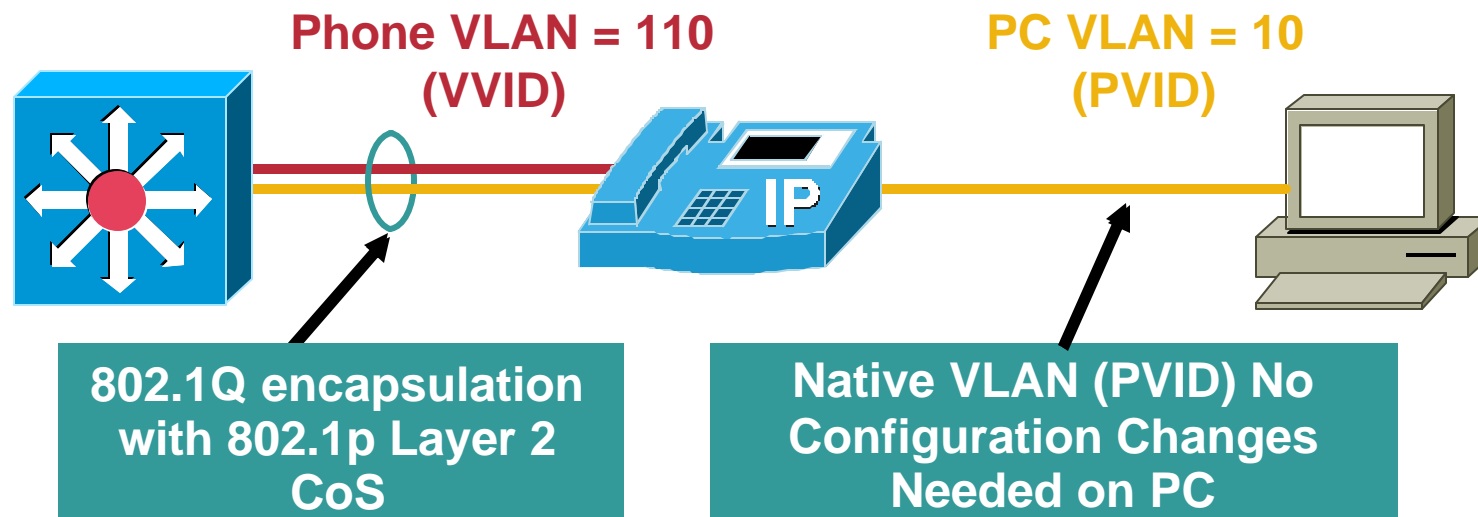 Phone VLAN = 110
(VVID)
PC VLAN = 10
(PVID)
IP
802.1Q encapsulation
with 802.1p Layer 2
CoS
Native VLAN (PVID) No
Configuration Changes
Needed on PC